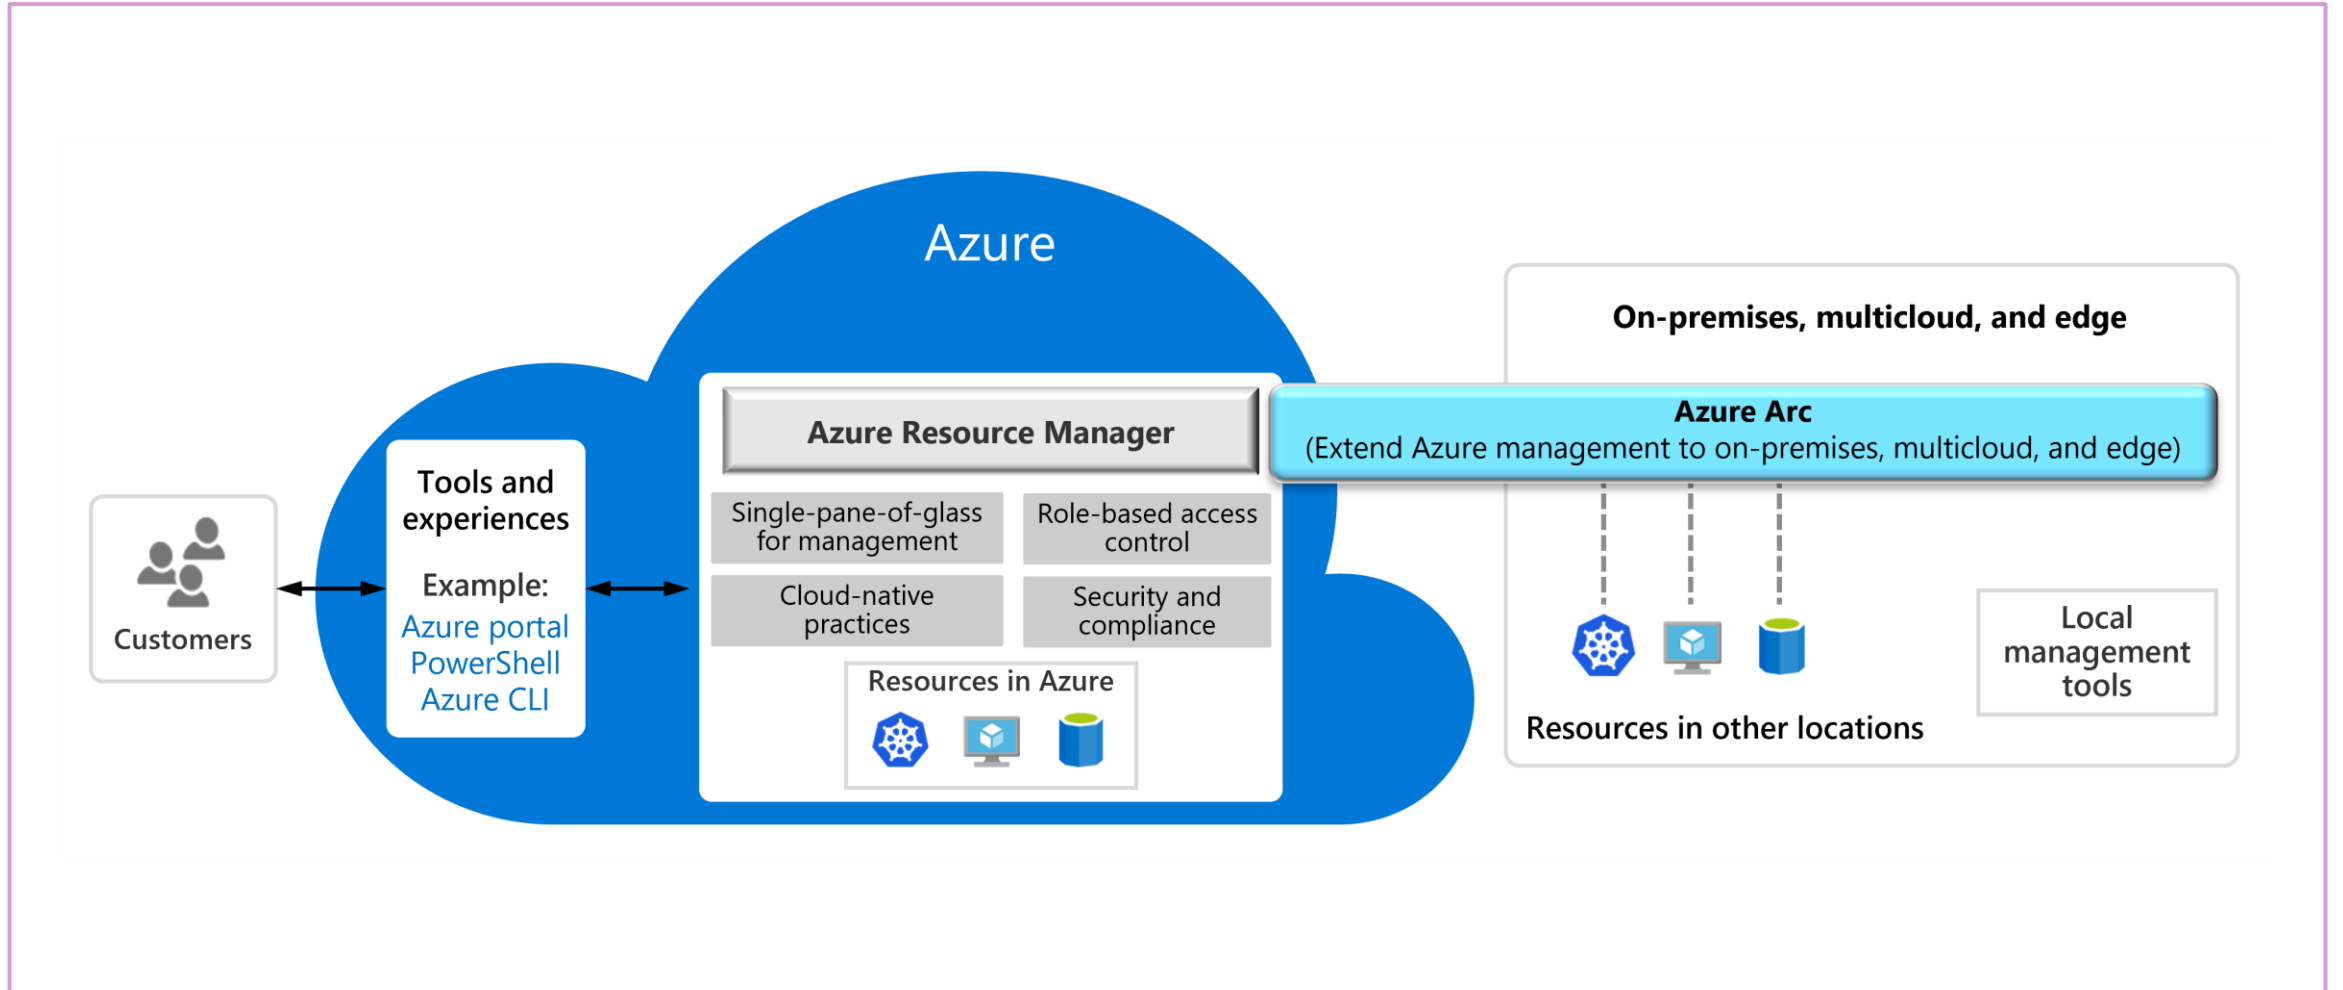 Azure
On-premises, multicloud, and edge
Azure Resource Manager
Azure Arc
(Extend Azure management to on-premises, multicloud, and edge)
Tools and
experiences
Example:
Azure portal
PowerShell
Azure CLI
Customers
Single-pane-of-glass
for management
Role-based access
control
Cloud-native
practices
Security and
compliance
Resources in Azure
Local
management
tools
Resources in other locations